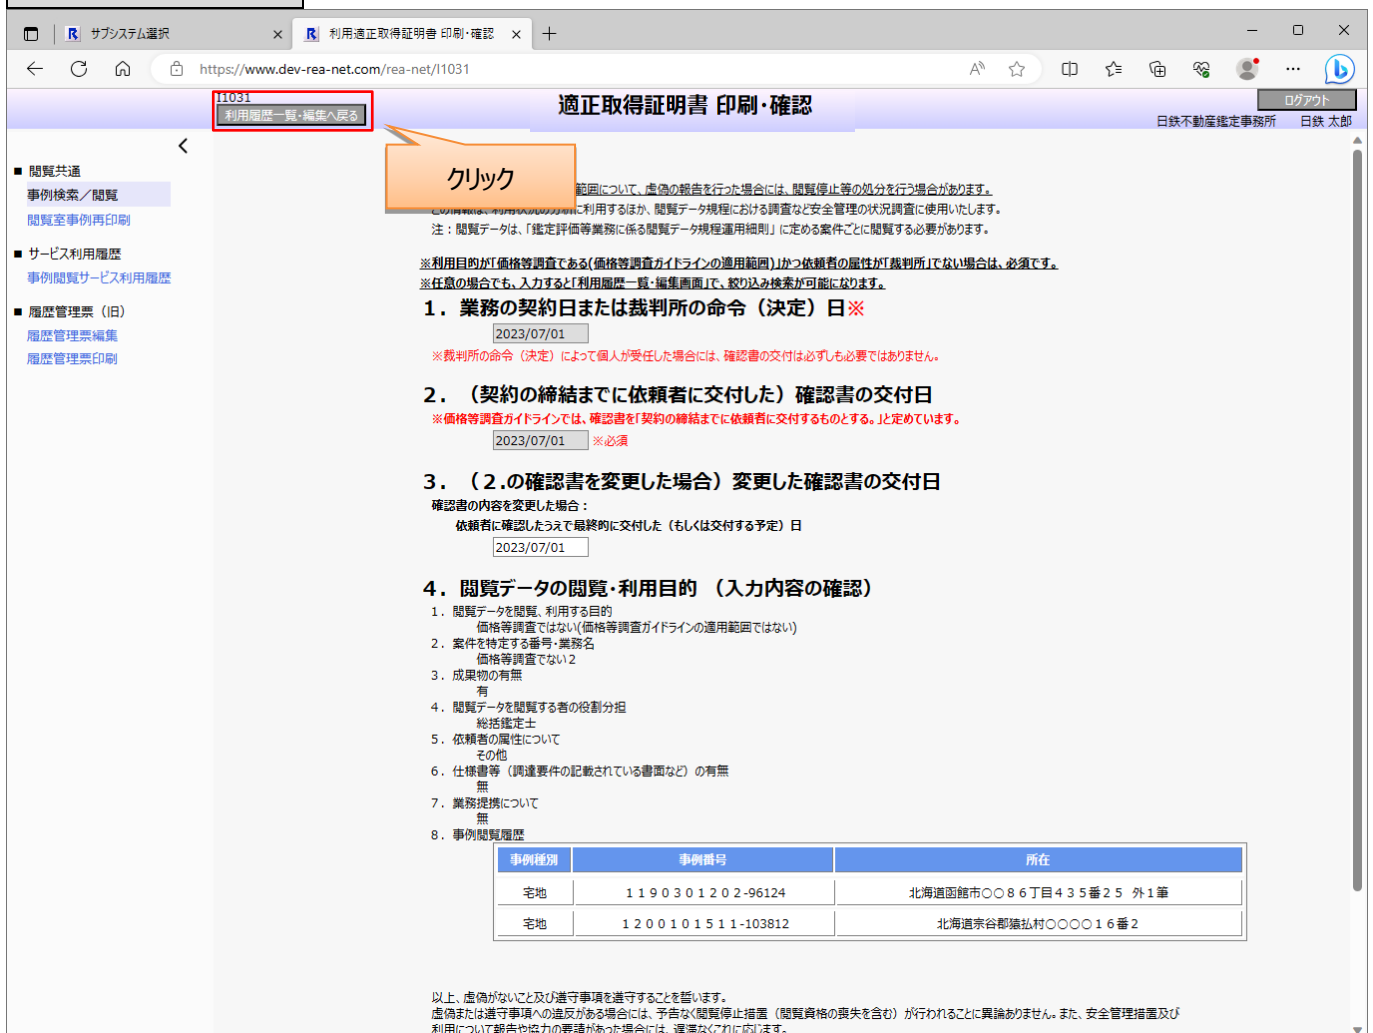 サブシステム選択
利用適正取得証明書 印刷・確認
https://www.dev-rea-net.com/rea-net/I1031
I1031
利用履歴一覧・編集へ戻る
適正取得証明書 印刷・確認
ログアウト
日鉄不動産鑑定事務所 日鉄 太郎
クリック
■ 閲覧共通
事例検索／閲覧
閲覧室事例再印刷
■ サービス利用履歴
事例閲覧サービス利用履歴
■ 履歴管理票（旧）
履歴管理票編集
履歴管理票印刷
範囲について、虚偽の報告を行った場合には、閲覧停止等の処分を行う場合があります。
この情報は、利用状況の分析に利用するほか、閲覧データ規程における調査など安全管理の状況調査に使用いたします。
注：閲覧データは、「鑑定評価等業務に係る閲覧データ規程運用細則」に定める案件ごとに閲覧する必要があります。
※利用目的が「価格等調査である(価格等調査ガイドラインの適用範囲)」かつ依頼者の属性が「裁判所」でない場合は、必須です。
※任意の場合でも、入力すると「利用履歴一覧・編集画面」で、絞り込み検索が可能になります。
1．業務の契約日または裁判所の命令（決定）日※
2023/07/01
※裁判所の命令（決定）によって個人が受任した場合には、確認書の交付は必ずしも必要ではありません。
2．（契約の締結までに依頼者に交付した）確認書の交付日
※価格等調査ガイドラインでは、確認書を「契約の締結までに依頼者に交付するものとする。」と定めています。
2023/07/01 ※必須
3．（2.の確認書を変更した場合）変更した確認書の交付日
確認書の内容を変更した場合：
依頼者に確認したうえで最終的に交付した（もしくは交付する予定）日
2023/07/01
4．閲覧データの閲覧・利用目的 （入力内容の確認）
1．閲覧データを閲覧、利用する目的
価格等調査ではない(価格等調査ガイドラインの適用範囲ではない)
2．案件を特定する番号・業務名
価格等調査でない２
3．成果物の有無
有
4．閲覧データを閲覧する者の役割分担
総括鑑定士
5．依頼者の属性について
その他
6．仕様書等（調達要件の記載されている書面など）の有無
無
7．業務提携について
無
8．事例閲覧履歴
事例種別 事例番号 所在
宅地 １１９０３０１２０２-96124 北海道函館市○○８６丁目４３５番２５ 外１筆
宅地 １２００１０１５１１-103812 北海道宗谷郡猿払村○○○○１６番２
以上、虚偽がないこと及び遵守事項を遵守することを誓います。
虚偽または遵守事項への違反がある場合には、予告なく閲覧停止措置（閲覧資格の喪失を含む）が行われることに異論ありません。また、安全管理措置及び
利用について報告や協力の要請があった場合には、遅滞なくこれに応じます。